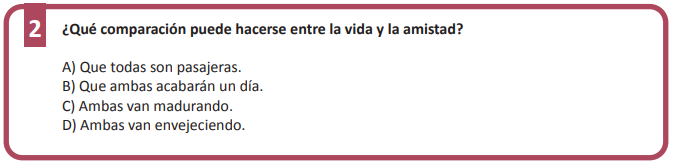 2
¿Qué comparación puede hacerse entre la vida y la amistad?
A) Que todas son pasajeras.
B) Que ambas acabarán un día.
C) Ambas van madurando.
D) Ambas van envejeciendo.